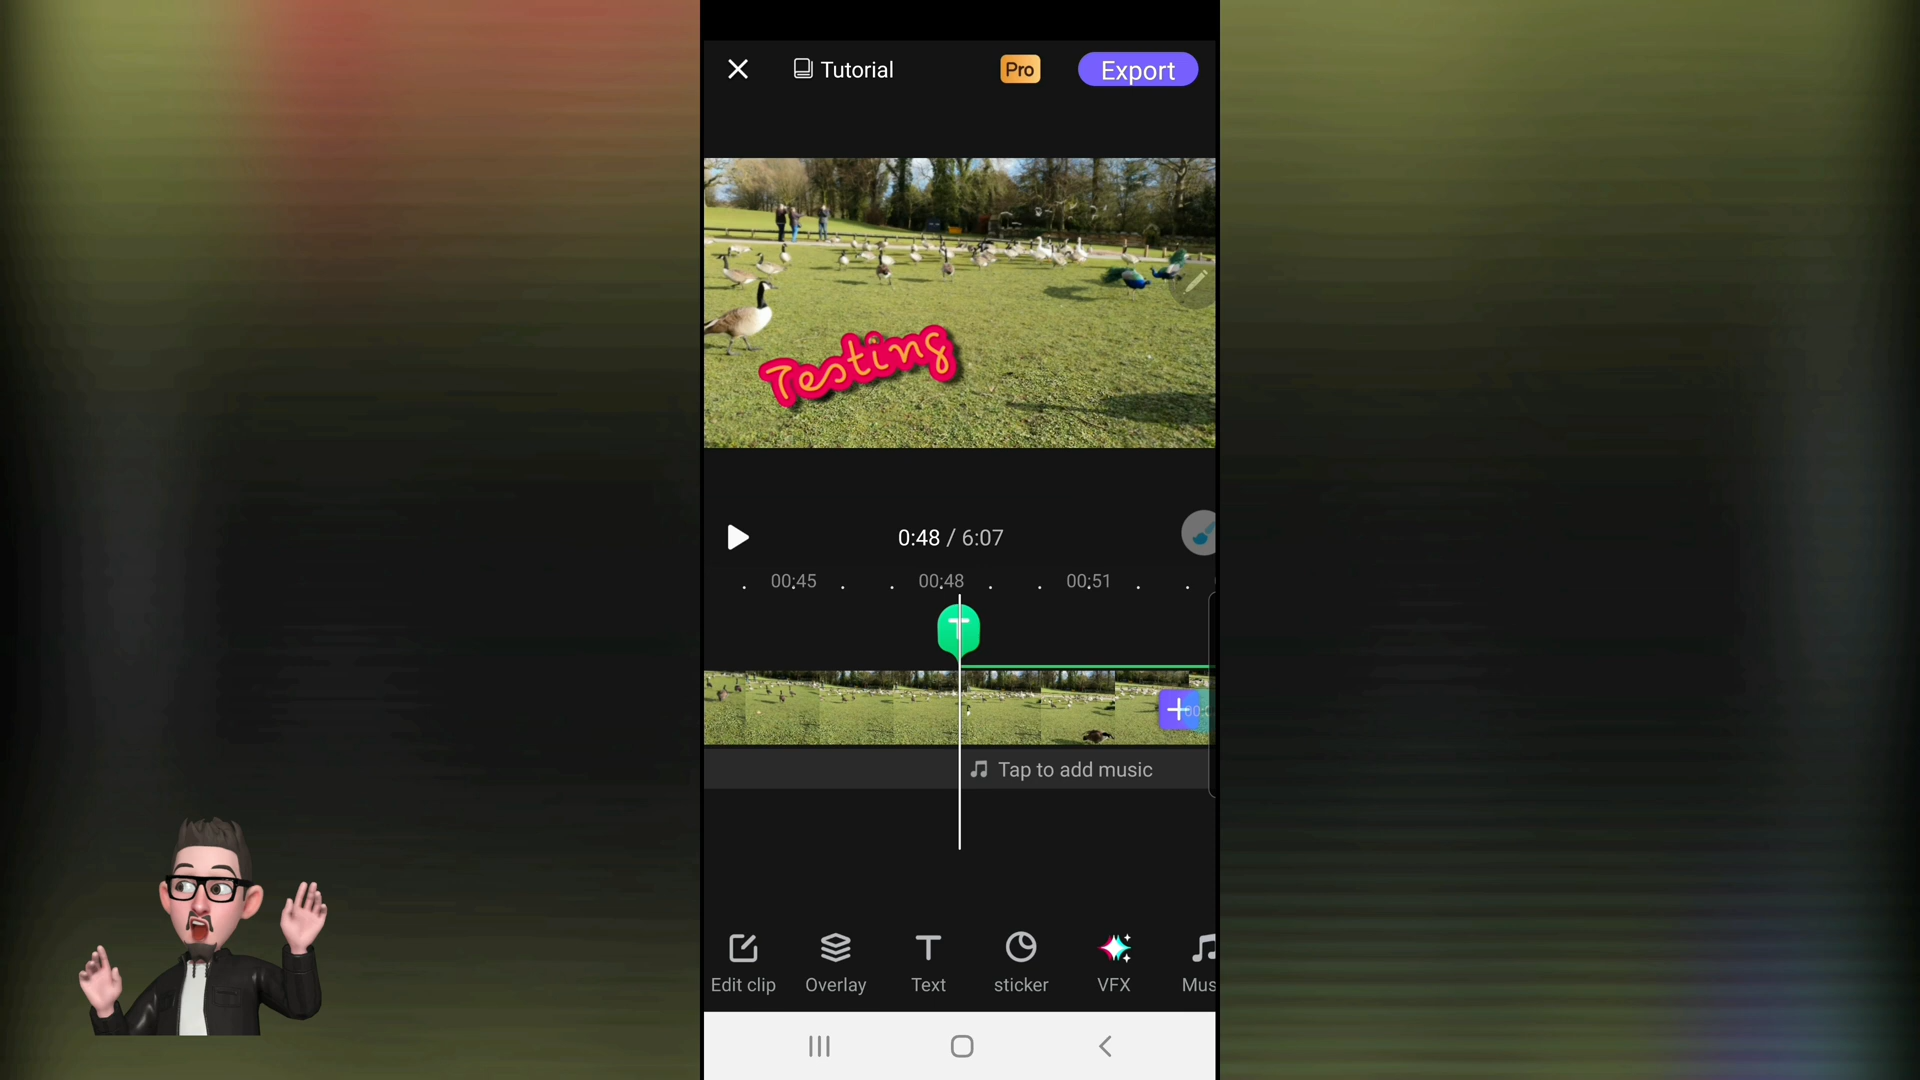 Tutorial
Pro
Export
Testing
0:48 / 6:07
00:45
00:48
00:51
T
Tap to add music
Edit clip
Overlay
Text
sticker
VFX
Mus